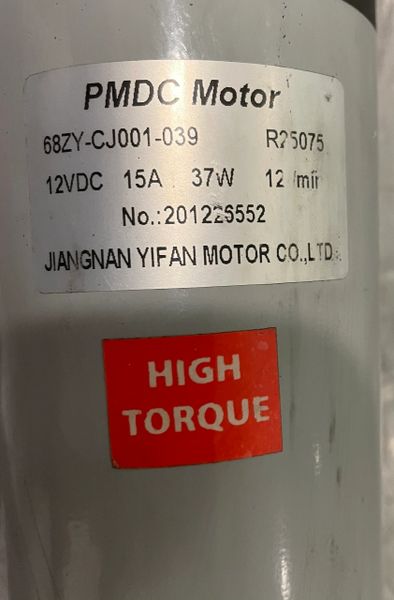 PMDC Motor
68ZY-CJ001-039 R25075
12VDC 15A 37W 12 /min
No.:201226552
JIANGNAN YIFAN MOTOR CO.,LTD.
HIGH
TORQUE